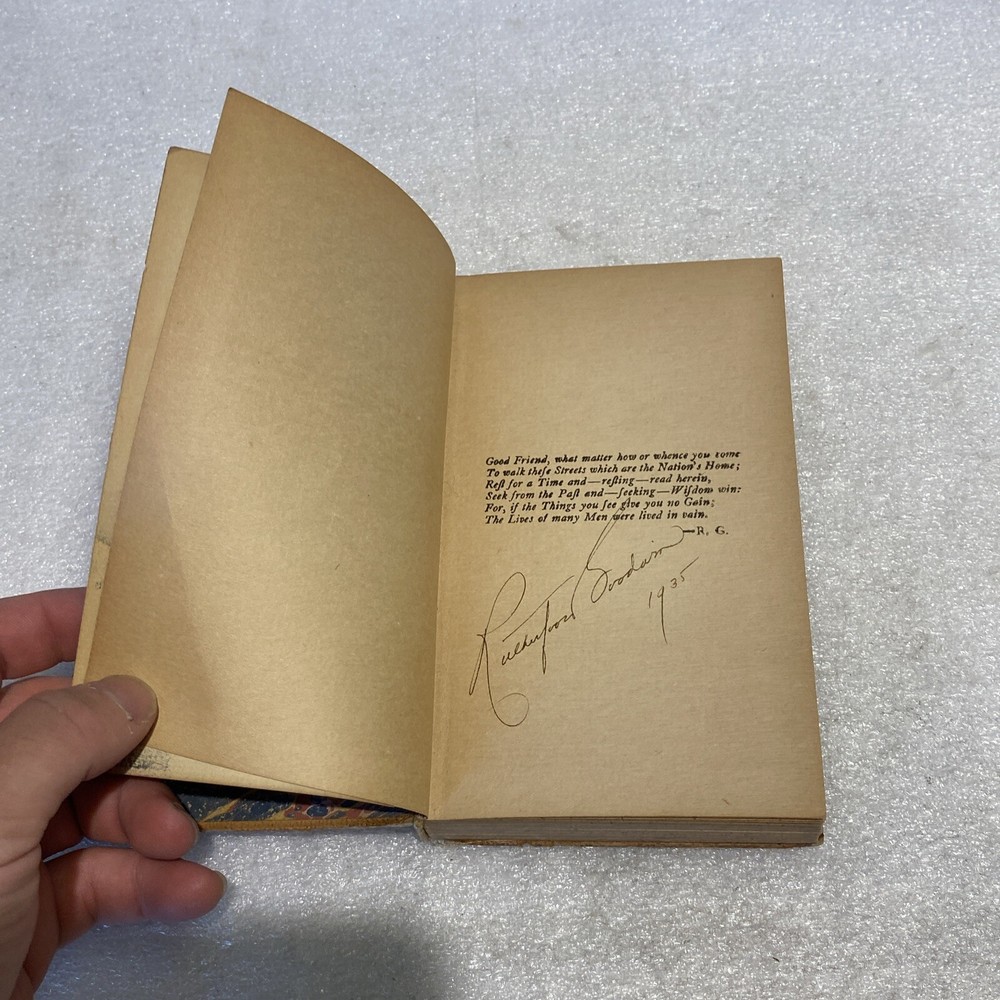 Good Friend, what matter how or whence you come
To walk theſe Streets which are the Nation's Home;
Reſt for a Time and—reſting—read herein,
Seek from the Paſt and—ſeeking—Wiſdom win:
For, if the Things you ſee give you no Gain;
The Lives of many Men were lived in vain.
—R. G.
Rutherfoord Goodwin
1935